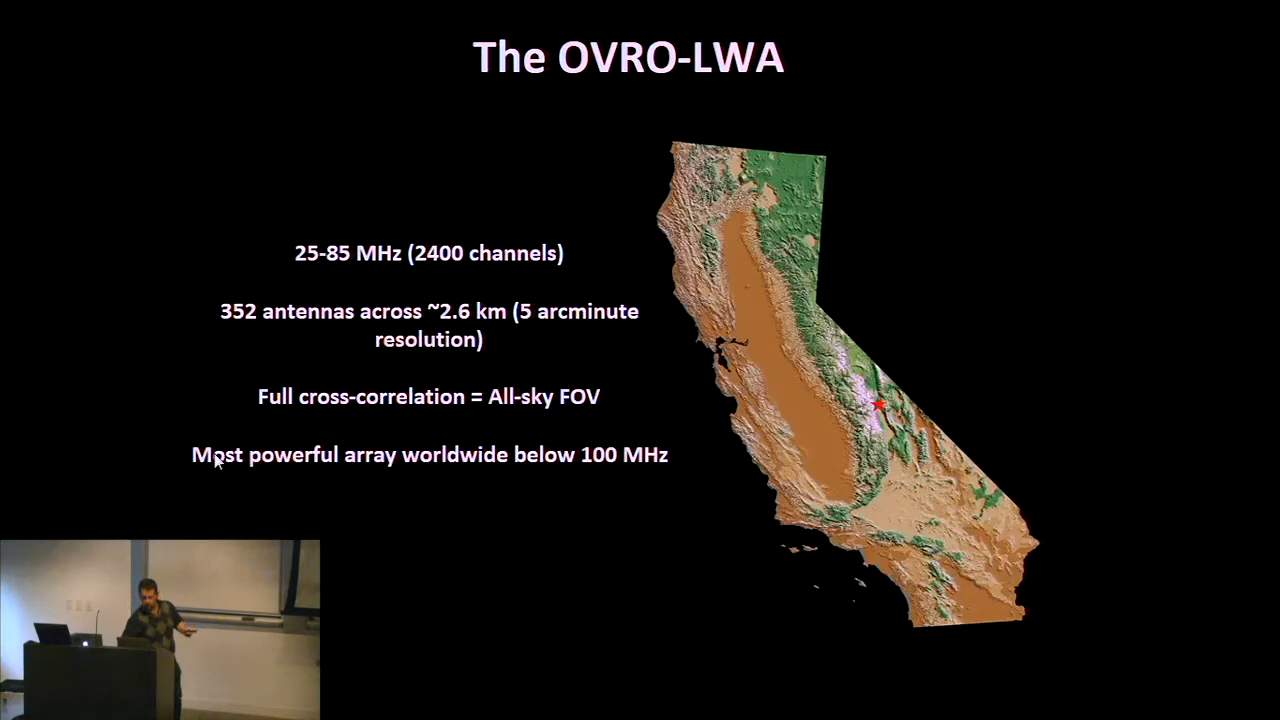 The OVRO-LWA
25-85 MHz (2400 channels)
352 antennas across ~2.6 km (5 arcminute
resolution)
Full cross-correlation = All-sky FOV
Most powerful array worldwide below 100 MHz